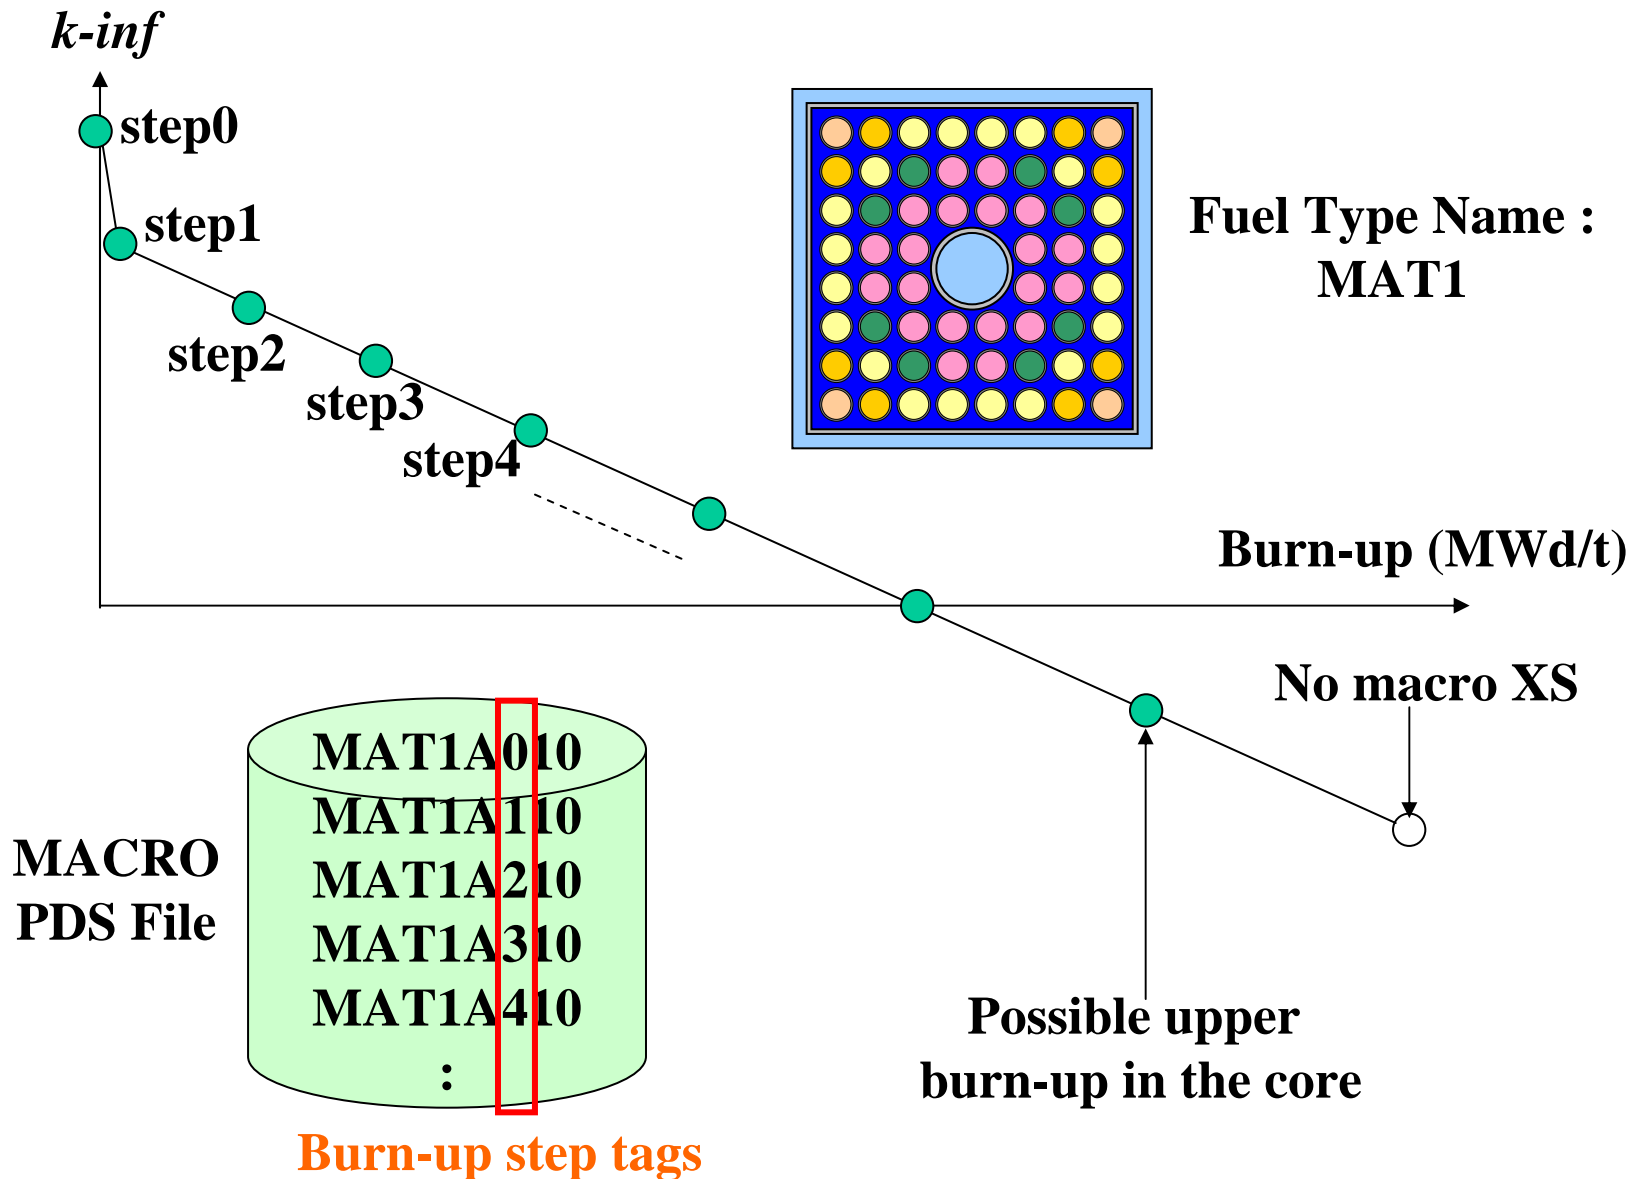 k-inf
step0
step1
step2
step3
step4
Fuel Type Name :
MAT1
Burn-up (MWd/t)
No macro XS
MACRO
PDS File
MAT1A010
MAT1A110
MAT1A210
MAT1A310
MAT1A410
:
Burn-up step tags
Possible upper
burn-up in the core